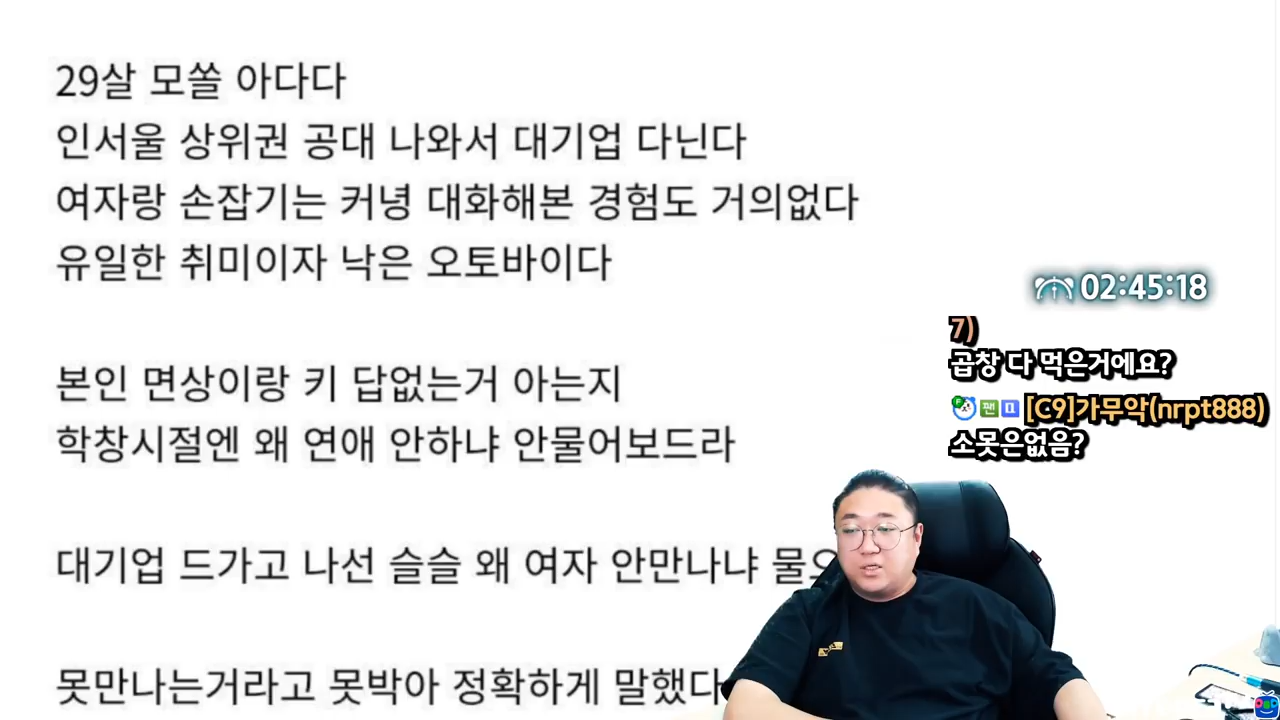 29살 모쏠 아다다
인서울 상위권 공대 나와서 대기업 다닌다
여자랑 손잡기는 커녕 대화해본 경험도 거의없다
유일한 취미이자 낙은 오토바이다
본인 면상이랑 키 답없는거 아는지
학창시절엔 왜 연애 안하냐 안물어보드라
대기업 드가고 나선 슬슬 왜 여자 안만나냐
못만나는거라고 못박아 정확하게 말했다
02:45:18
7)
곱창 다 먹은거에요?
팬 [C9]가무악(nrpt888)
소못은없음?